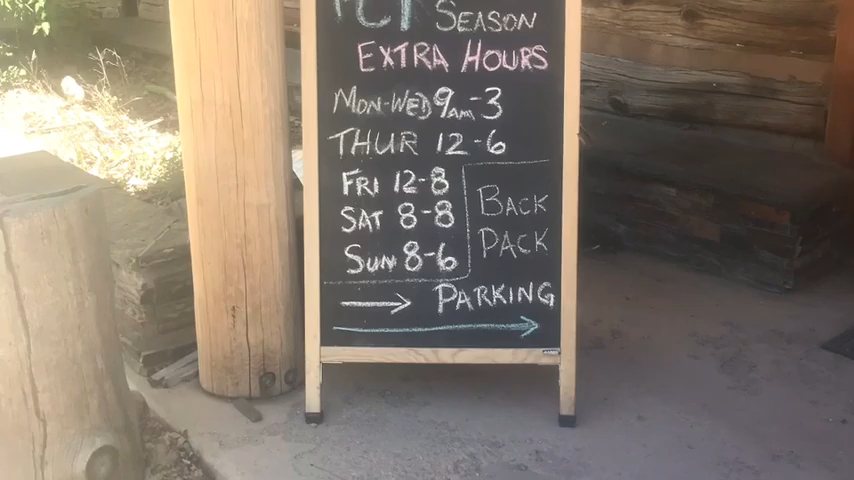 PCT SEASON
EXTRA HOURS
MON-WED 9AM-3
THUR 12-6
FRI 12-8
SAT 8-8
SUN 8-6
BACK
PACK
PARKING